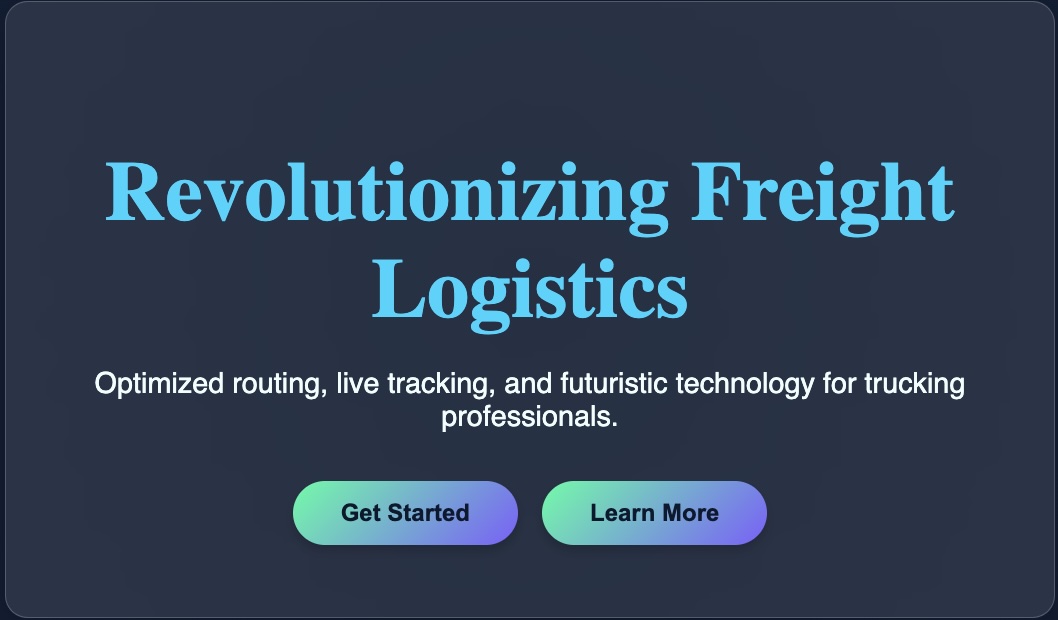 Revolutionizing Freight
Logistics
Optimized routing, live tracking, and futuristic technology for trucking
professionals.
Get Started
Learn More